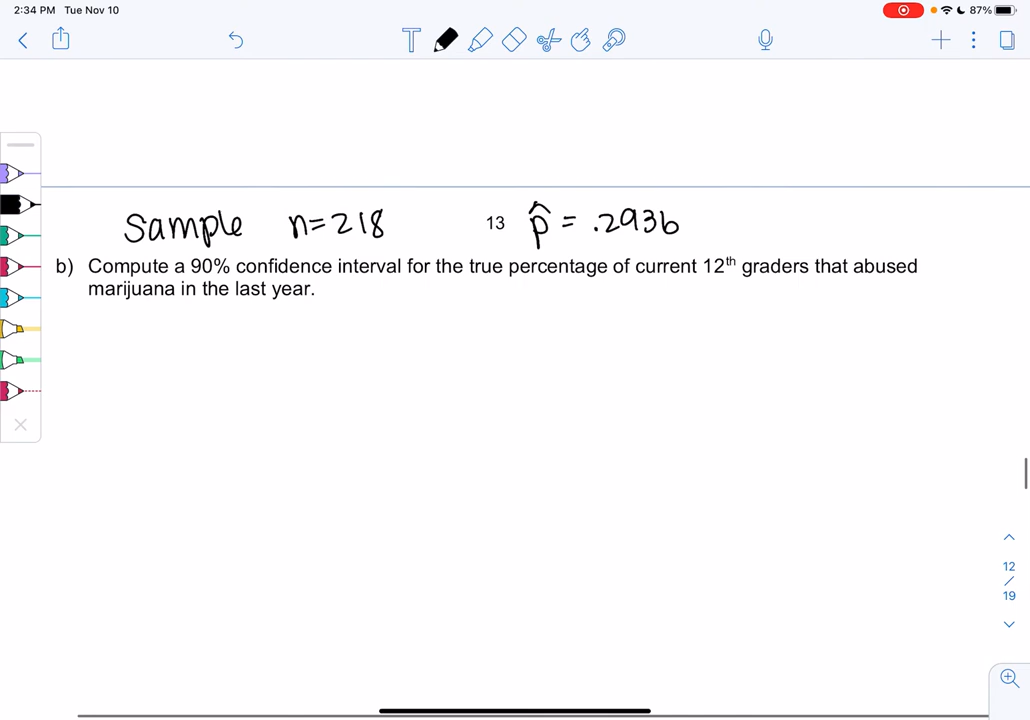 2:34 PM Tue Nov 10
87%
T
Sample n=218 13 p̂ = .2936
b) Compute a 90% confidence interval for the true percentage of current 12th graders that abused
marijuana in the last year.
12
/
19